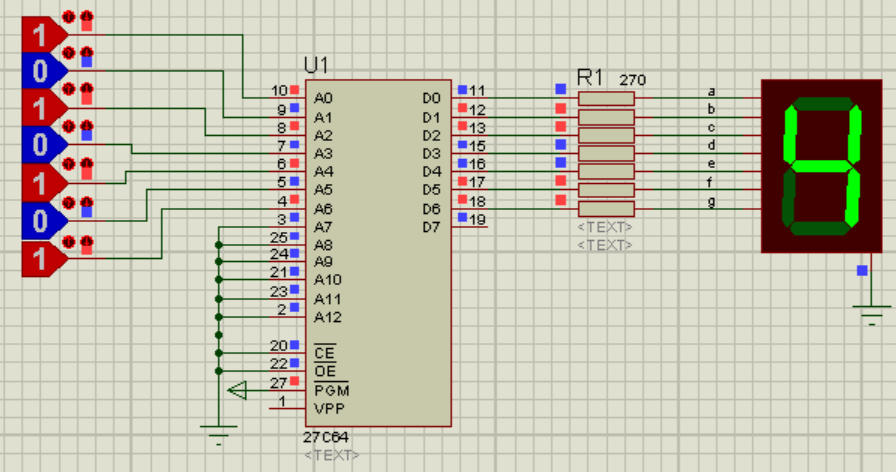 1
0
1
0
1
0
1
U1
10 A0 D0 11
9 A1 D1 12
8 A2 D2 13
7 A3 D3 15
6 A4 D4 16
5 A5 D5 17
4 A6 D6 18
3 A7 D7 19
25 A8
24 A9
21 A10
23 A11
2 A12
20 CE
22 OE
27 PGM
1 VPP
27C64
<TEXT>
R1 270
<TEXT>
<TEXT>
a
b
c
d
e
f
g
4